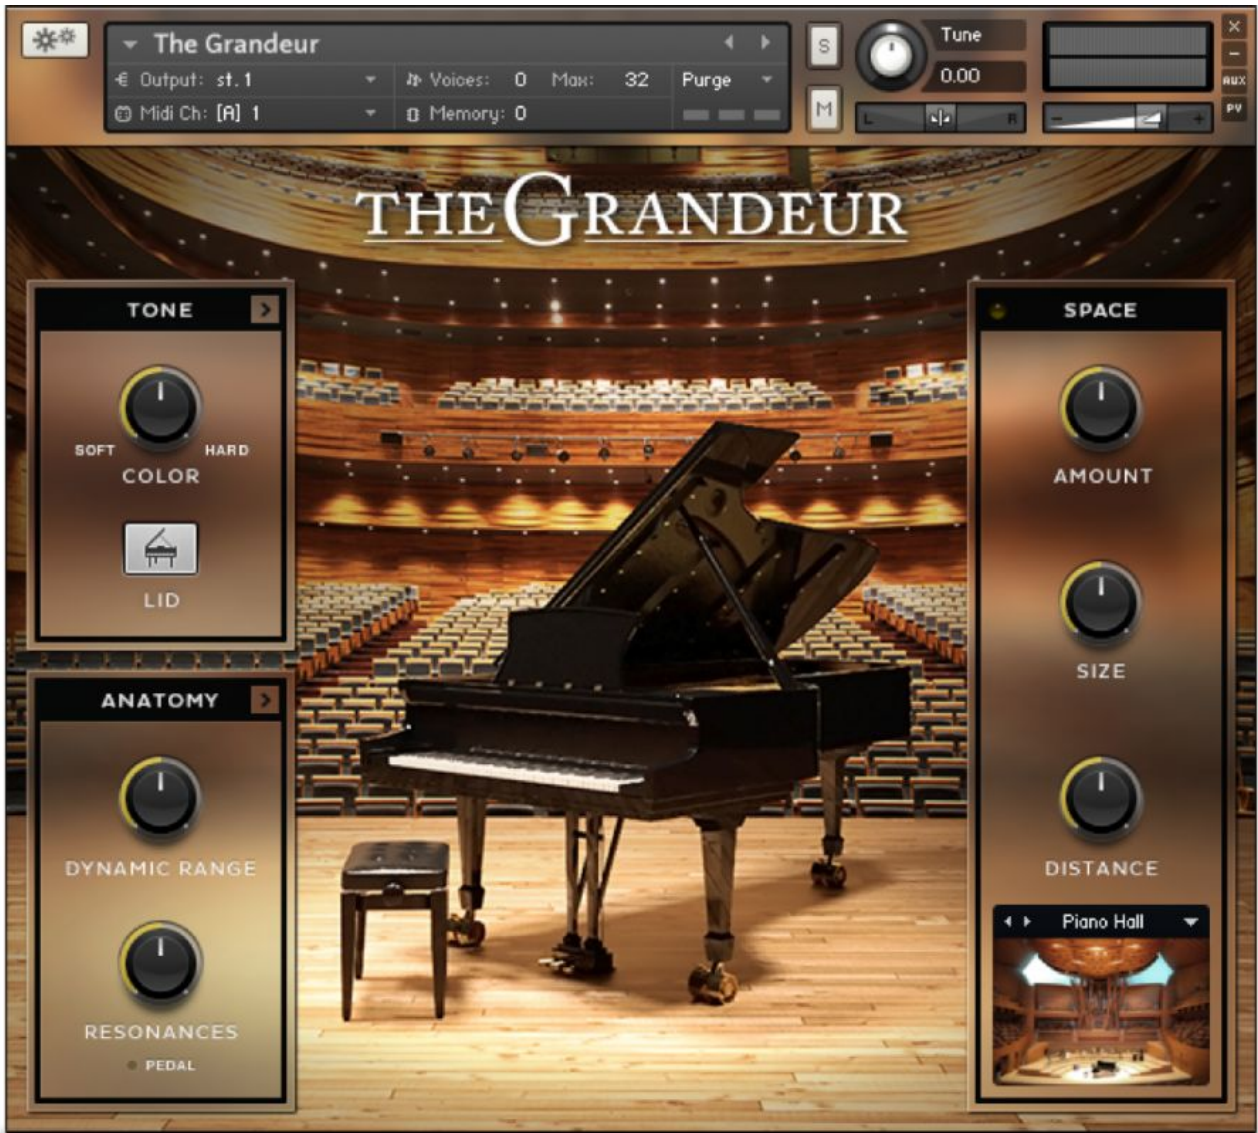 The Grandeur
Output: st.1
Voices: 0 Max: 32
Purge
Midi Ch: [A] 1
Memory: 0
S
M
Tune
0.00
L R
- +
×
-
AUX
PV
THE GRANDEUR
TONE
SOFT HARD
COLOR
LID
ANATOMY
DYNAMIC RANGE
RESONANCES
PEDAL
SPACE
AMOUNT
SIZE
DISTANCE
Piano Hall